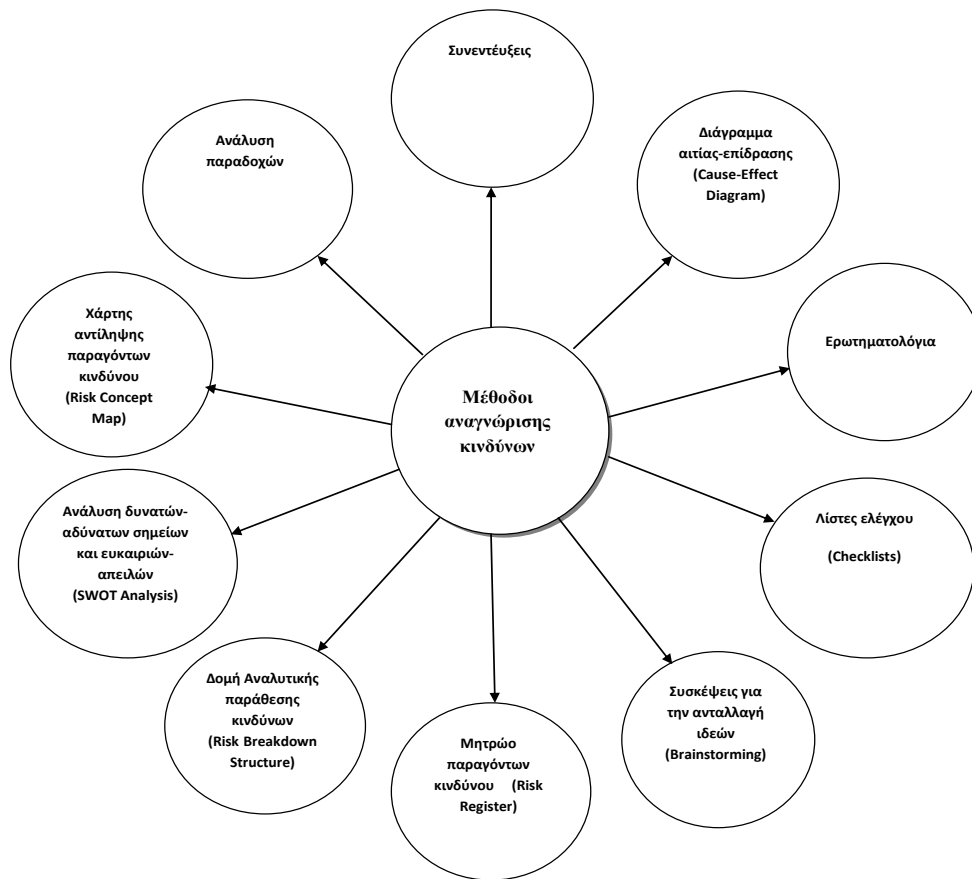 Συνεντέυξεις
Διάγραμμα
αιτίας-επίδρασης
(Cause-Effect
Diagram)
Ερωτηματολόγια
Λίστες ελέγχου
(Checklists)
Συσκέψεις για
την ανταλλαγή
ιδεών
(Brainstorming)
Μητρώο
παραγόντων
κινδύνου (Risk
Register)
Δομή Αναλυτικής
παράθεσης
κινδύνων
(Risk Breakdown
Structure)
Ανάλυση δυνατών-
αδύνατων σημείων
και ευκαιριών-
απειλών
(SWOT Analysis)
Χάρτης
αντίληψης
παραγόντων
κινδύνου
(Risk Concept
Map)
Ανάλυση
παραδοχών
Μέθοδοι
αναγνώρισης
κινδύνων